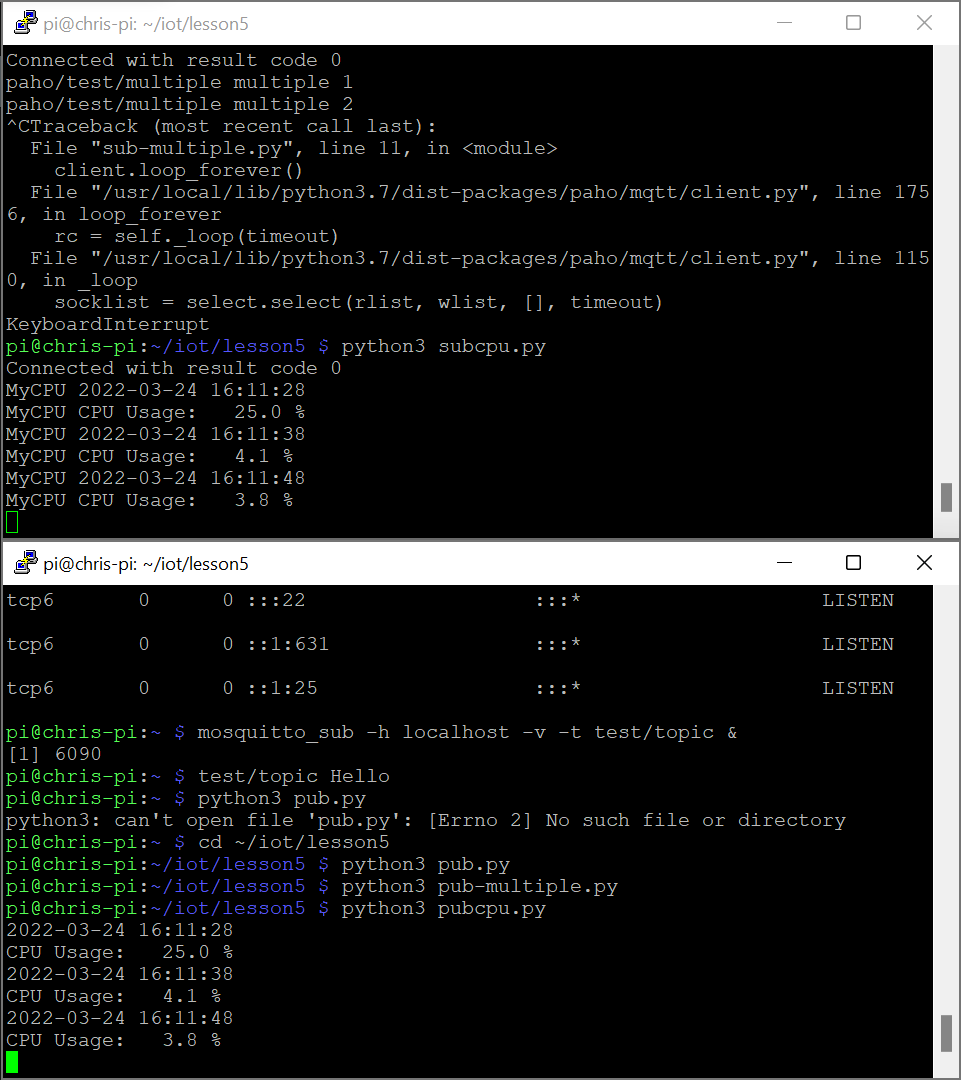 pi@chris-pi: ~/iot/lesson5
Connected with result code 0
paho/test/multiple multiple 1
paho/test/multiple multiple 2
^CTraceback (most recent call last):
  File "sub-multiple.py", line 11, in <module>
    client.loop_forever()
  File "/usr/local/lib/python3.7/dist-packages/paho/mqtt/client.py", line 175
6, in loop_forever
    rc = self._loop(timeout)
  File "/usr/local/lib/python3.7/dist-packages/paho/mqtt/client.py", line 115
0, in _loop
    socklist = select.select(rlist, wlist, [], timeout)
KeyboardInterrupt
pi@chris-pi:~/iot/lesson5 $ python3 subcpu.py
Connected with result code 0
MyCPU 2022-03-24 16:11:28
MyCPU CPU Usage:   25.0 %
MyCPU 2022-03-24 16:11:38
MyCPU CPU Usage:   4.1 %
MyCPU 2022-03-24 16:11:48
MyCPU CPU Usage:   3.8 %
pi@chris-pi: ~/iot/lesson5
tcp6       0      0 :::22                   :::*                    LISTEN
tcp6       0      0 ::1:631                 :::*                    LISTEN
tcp6       0      0 ::1:25                  :::*                    LISTEN
pi@chris-pi:~ $ mosquitto_sub -h localhost -v -t test/topic &
[1] 6090
pi@chris-pi:~ $ test/topic Hello
pi@chris-pi:~ $ python3 pub.py
python3: can't open file 'pub.py': [Errno 2] No such file or directory
pi@chris-pi:~ $ cd ~/iot/lesson5
pi@chris-pi:~/iot/lesson5 $ python3 pub.py
pi@chris-pi:~/iot/lesson5 $ python3 pub-multiple.py
pi@chris-pi:~/iot/lesson5 $ python3 pubcpu.py
2022-03-24 16:11:28
CPU Usage:   25.0 %
2022-03-24 16:11:38
CPU Usage:   4.1 %
2022-03-24 16:11:48
CPU Usage:   3.8 %